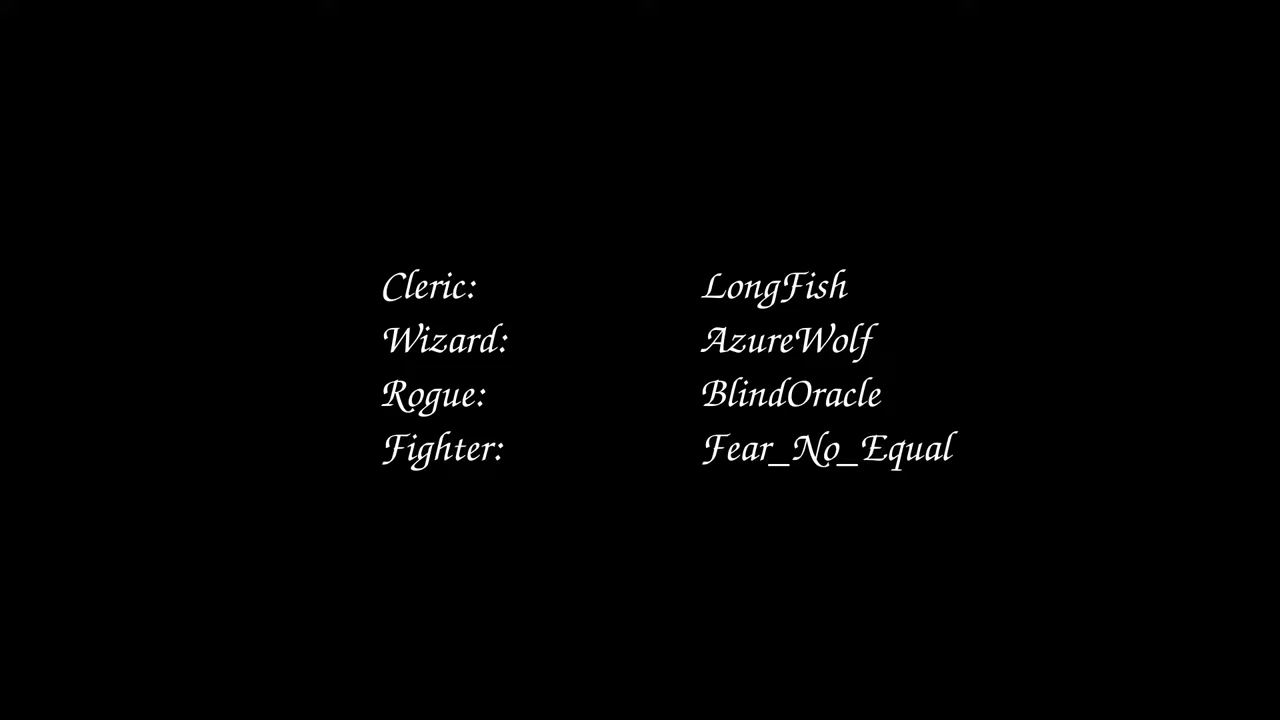 Cleric: LongFish
Wizard: AzureWolf
Rogue: BlindOracle
Fighter: Fear_No_Equal